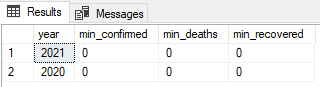 Results Messages
year min_confirmed min_deaths min_recovered
1 2021 0 0 0
2 2020 0 0 0